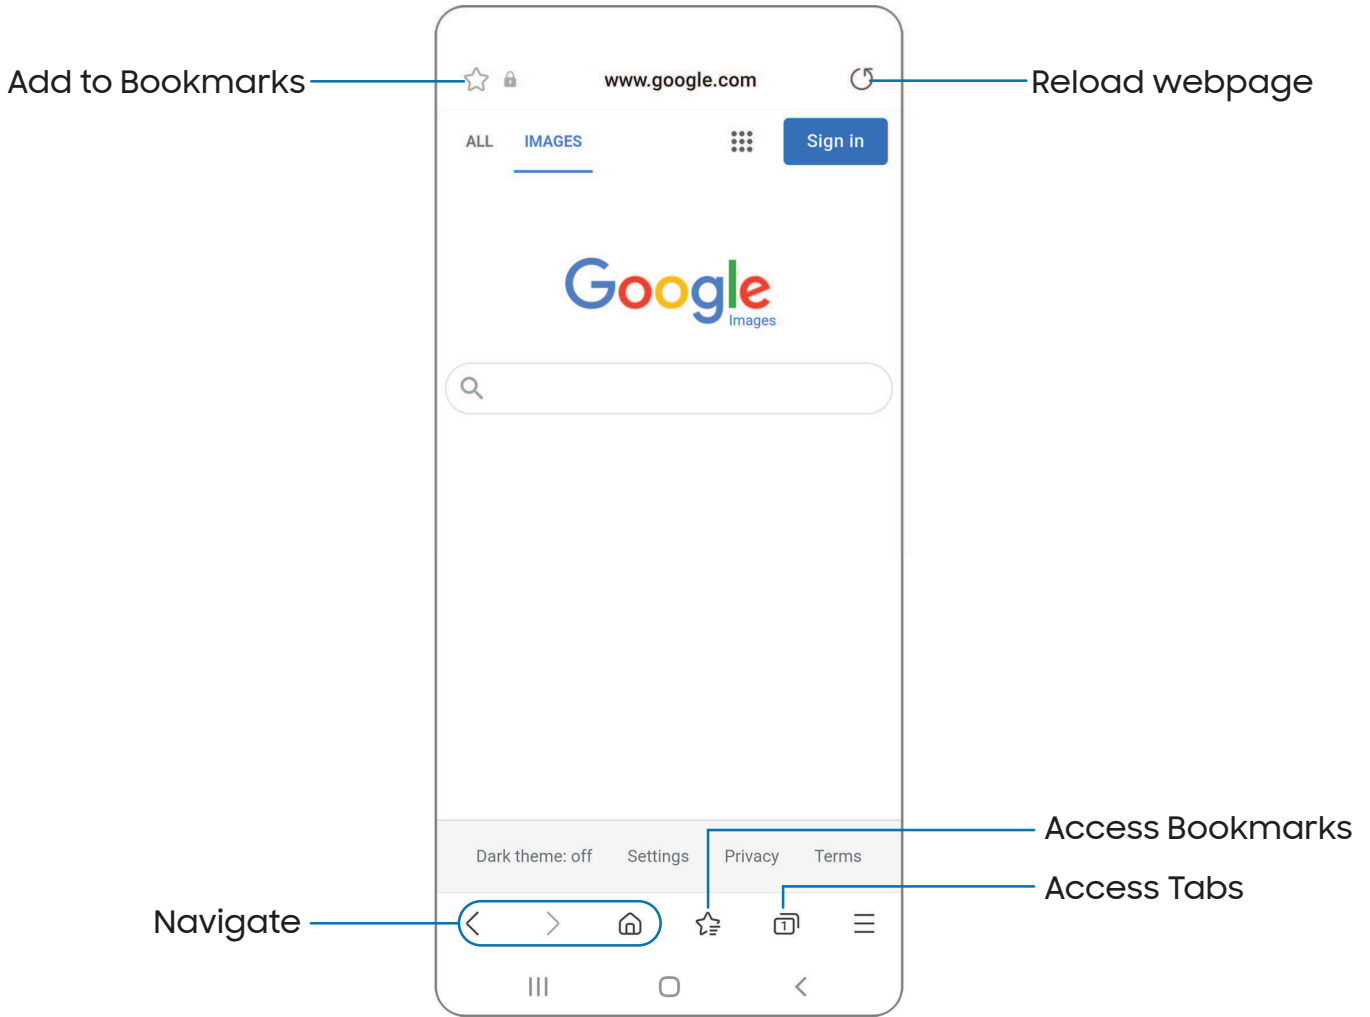 Add to Bookmarks
www.google.com
Reload webpage
ALL IMAGES
Sign in
Google
Images
Access Bookmarks
Dark theme: off Settings Privacy Terms
Access Tabs
Navigate
1